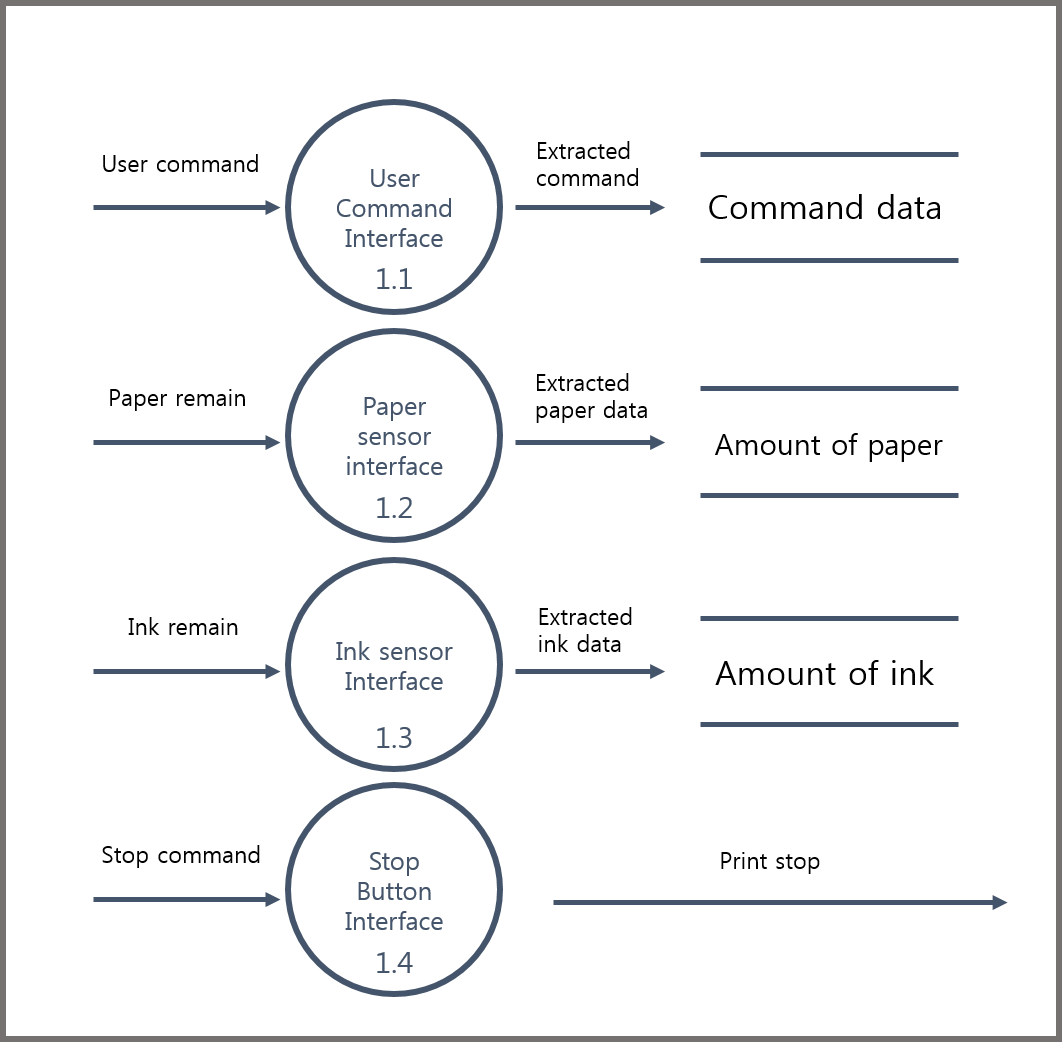 User command
User
Command
Interface
1.1
Extracted
command
Command data
Paper remain
Paper
sensor
interface
1.2
Extracted
paper data
Amount of paper
Ink remain
Ink sensor
Interface
1.3
Extracted
ink data
Amount of ink
Stop command
Stop
Button
Interface
1.4
Print stop